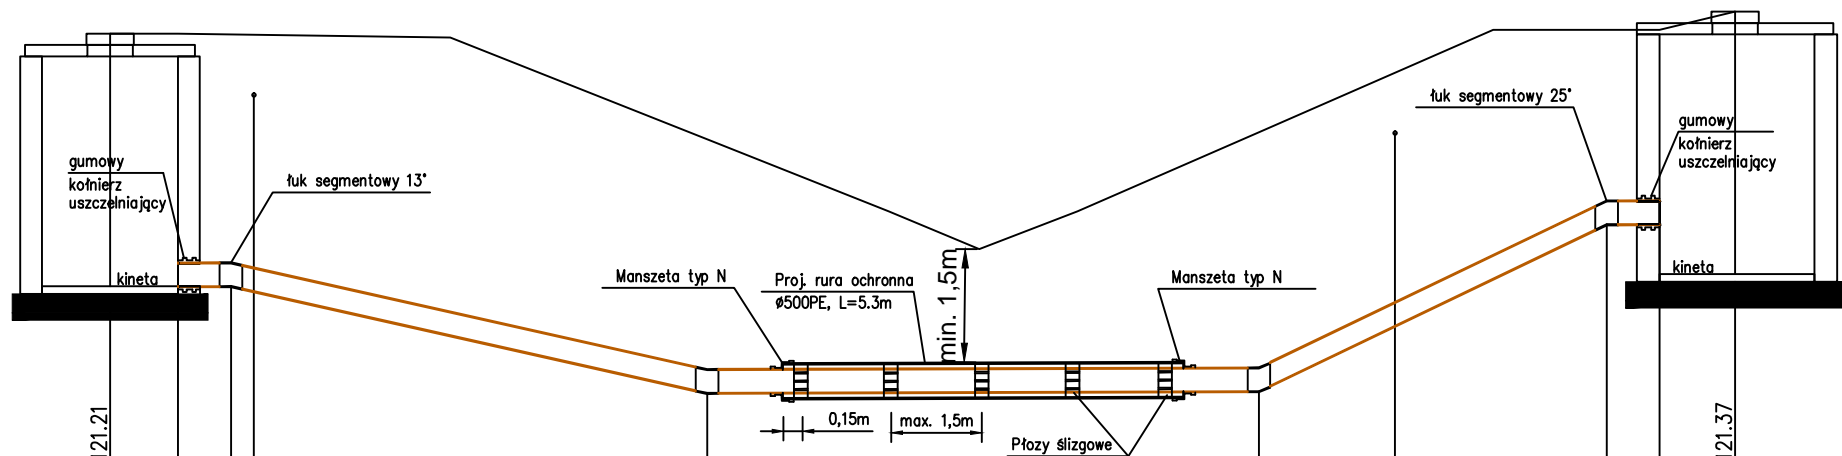 łuk segmentowy 25°
gumowy
kołnierz
uszczelniający
gumowy
kołnierz
uszczelniający
łuk segmentowy 13°
kineta
kineta
Manszeta typ N
Proj. rura ochronna
ø500PE, L=5.3m
min. 1,5m
Manszeta typ N
0,15m
max. 1,5m
Płozy ślizgowe
121.21
121.37